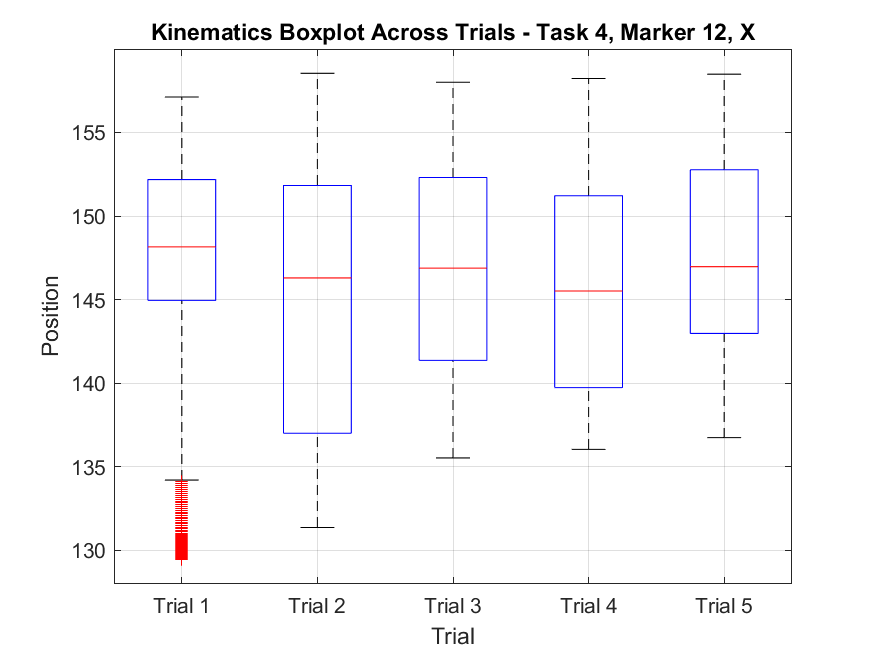 Kinematics Boxplot Across Trials - Task 4, Marker 12, X
155
150
145
140
135
130
Position
Trial 1 Trial 2 Trial 3 Trial 4 Trial 5
Trial